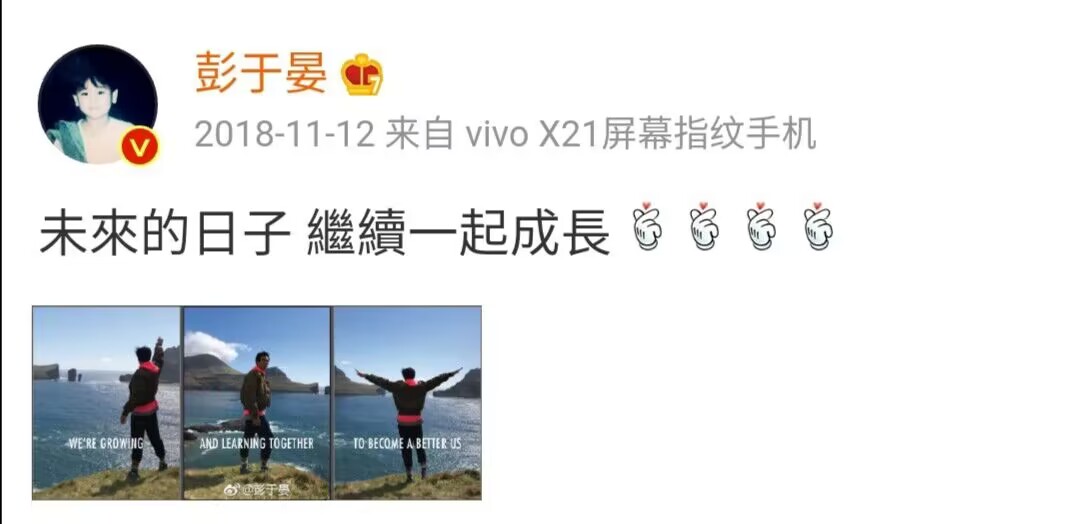 彭于晏
2018-11-12 来自 vivo X21屏幕指纹手机
未來的日子 繼續一起成長
WE'RE GROWING
AND LEARNING TOGETHER
TO BECOME A BETTER US
@彭于晏